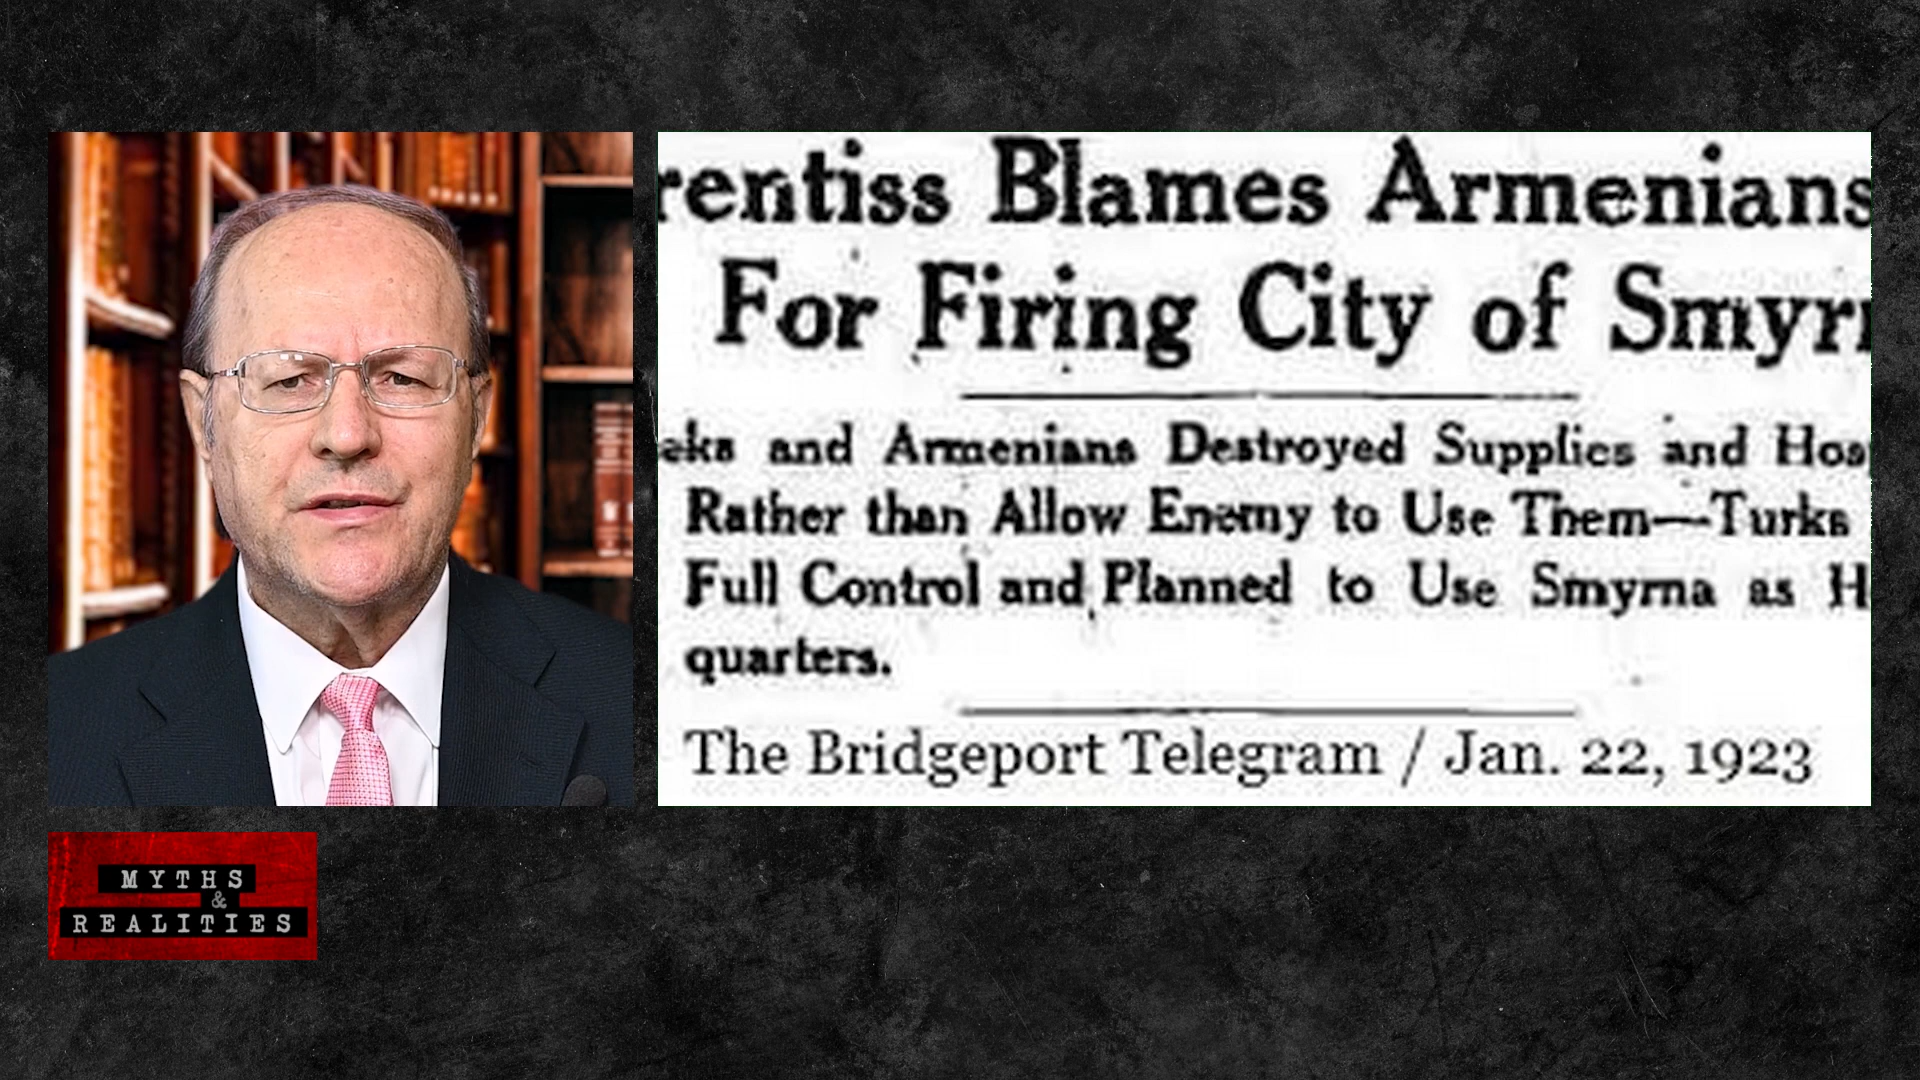 rentiss Blames Armenians
For Firing City of Smyr
eks and Armenians Destroyed Supplies and Hos
Rather than Allow Enemy to Use Them—Turks
Full Control and Planned to Use Smyrna as H
quarters.
The Bridgeport Telegram / Jan. 22, 1923
MYTHS
&
REALITIES